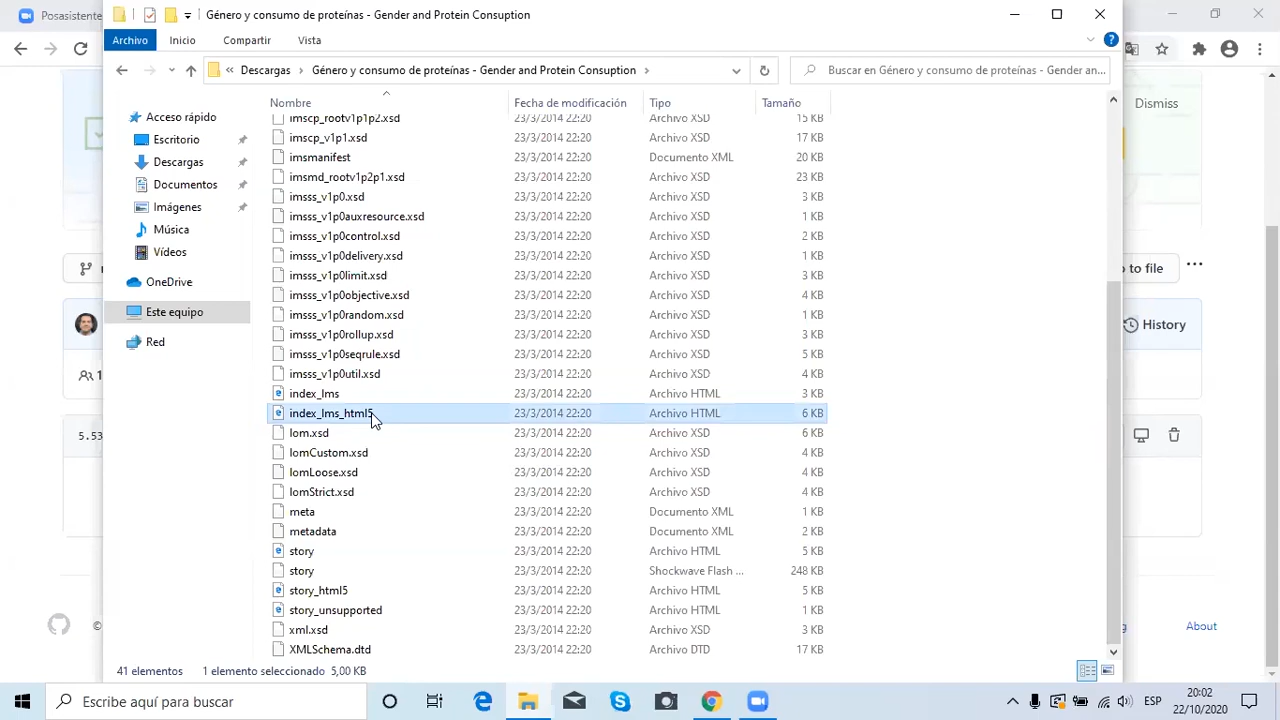 Posasistente
Género y consumo de proteínas - Gender and Protein Consuption
Archivo Inicio Compartir Vista
« Descargas > Género y consumo de proteínas - Gender and Protein Consuption >
Buscar en Género y consumo de proteínas - Gender an...
Nombre Fecha de modificación Tipo Tamaño
Dismiss
Acceso rápido
Escritorio
Descargas
Documentos
Imágenes
Música
Vídeos
OneDrive
Este equipo
Red
imscp_rootv1p1p2.xsd 23/3/2014 22:20 Archivo XSD 15 KB
imscp_v1p1.xsd 23/3/2014 22:20 Archivo XSD 17 KB
imsmanifest 23/3/2014 22:20 Documento XML 20 KB
imsmd_rootv1p2p1.xsd 23/3/2014 22:20 Archivo XSD 23 KB
imsss_v1p0.xsd 23/3/2014 22:20 Archivo XSD 3 KB
imsss_v1p0auxresource.xsd 23/3/2014 22:20 Archivo XSD 1 KB
imsss_v1p0control.xsd 23/3/2014 22:20 Archivo XSD 2 KB
imsss_v1p0delivery.xsd 23/3/2014 22:20 Archivo XSD 1 KB
imsss_v1p0limit.xsd 23/3/2014 22:20 Archivo XSD 3 KB
imsss_v1p0objective.xsd 23/3/2014 22:20 Archivo XSD 4 KB
imsss_v1p0random.xsd 23/3/2014 22:20 Archivo XSD 1 KB
imsss_v1p0rollup.xsd 23/3/2014 22:20 Archivo XSD 3 KB
imsss_v1p0seqrule.xsd 23/3/2014 22:20 Archivo XSD 5 KB
imsss_v1p0util.xsd 23/3/2014 22:20 Archivo XSD 4 KB
index_lms 23/3/2014 22:20 Archivo HTML 3 KB
index_lms_html5 23/3/2014 22:20 Archivo HTML 6 KB
lom.xsd 23/3/2014 22:20 Archivo XSD 6 KB
lomCustom.xsd 23/3/2014 22:20 Archivo XSD 4 KB
lomLoose.xsd 23/3/2014 22:20 Archivo XSD 4 KB
lomStrict.xsd 23/3/2014 22:20 Archivo XSD 4 KB
meta 23/3/2014 22:20 Documento XML 1 KB
metadata 23/3/2014 22:20 Documento XML 2 KB
story 23/3/2014 22:20 Archivo HTML 5 KB
story 23/3/2014 22:20 Shockwave Flash ... 248 KB
story_html5 23/3/2014 22:20 Archivo HTML 5 KB
story_unsupported 23/3/2014 22:20 Archivo HTML 1 KB
xml.xsd 23/3/2014 22:20 Archivo XSD 3 KB
XMLSchema.dtd 23/3/2014 22:20 Archivo DTD 17 KB
to file
History
1
5.53
©
About
41 elementos 1 elemento seleccionado 5,00 KB
Escribe aquí para buscar
ESP
20:02
22/10/2020